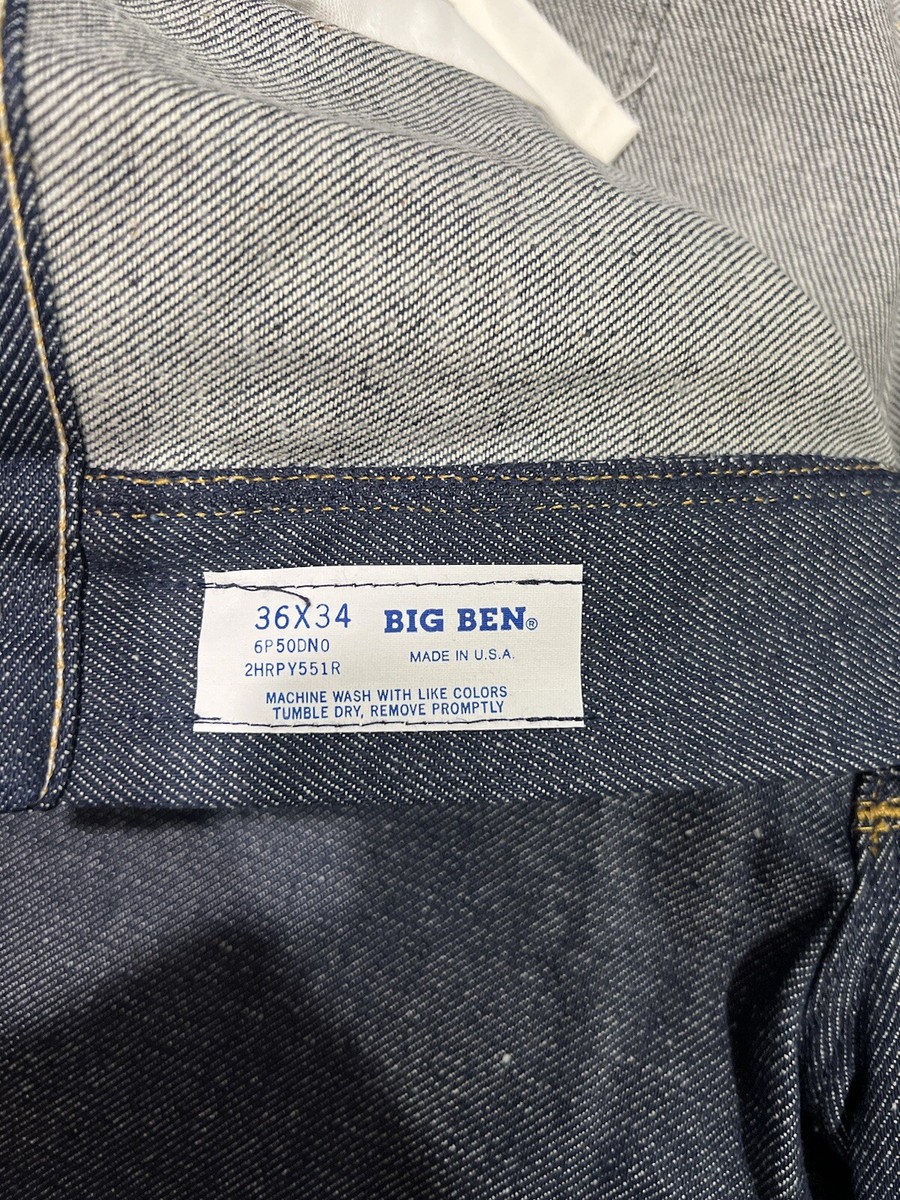 36X34 BIG BEN®
6P50DN0
2HRPY551R MADE IN U.S.A.
MACHINE WASH WITH LIKE COLORS
TUMBLE DRY, REMOVE PROMPTLY